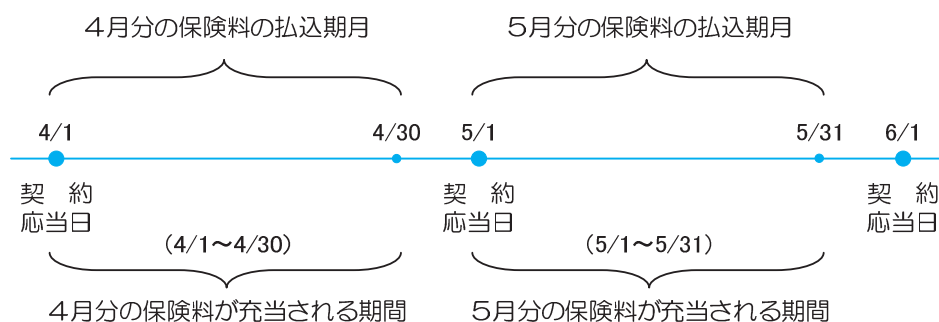 4月分の保険料の払込期月
5月分の保険料の払込期月
4/1
4/30
5/1
5/31
6/1
契 約
応当日
契 約
応当日
契 約
応当日
(4/1～4/30)
(5/1～5/31)
4月分の保険料が充当される期間
5月分の保険料が充当される期間